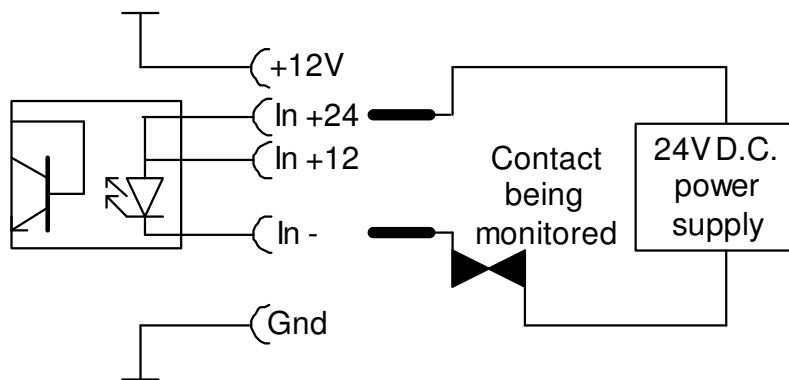 +12V
In +24
In +12
In -
Gnd
Contact
being
monitored
24V D.C.
power
supply